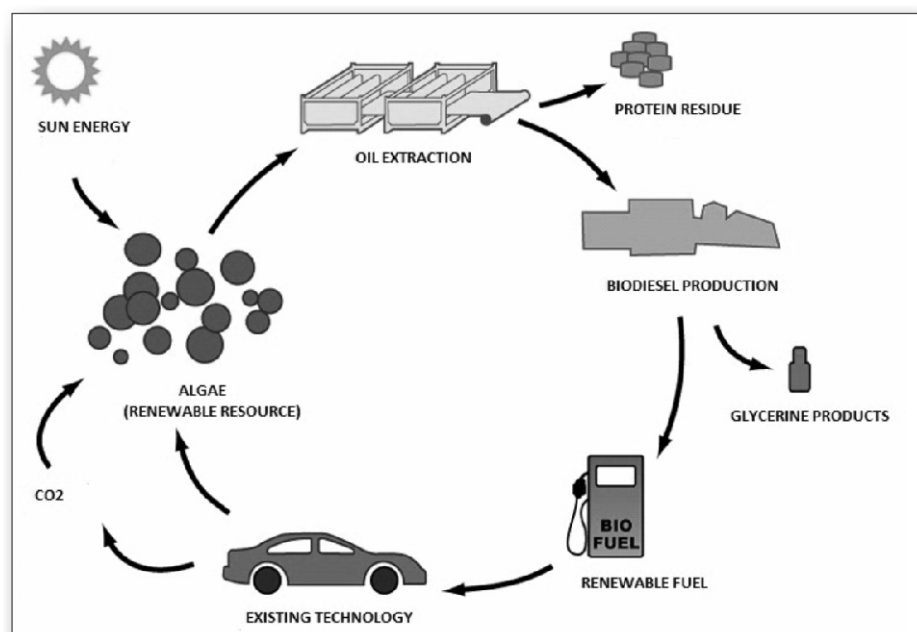 SUN ENERGY
OIL EXTRACTION
PROTEIN RESIDUE
BIODIESEL PRODUCTION
ALGAE
(RENEWABLE RESOURCE)
GLYCERINE PRODUCTS
CO2
BIO
FUEL
RENEWABLE FUEL
EXISTING TECHNOLOGY